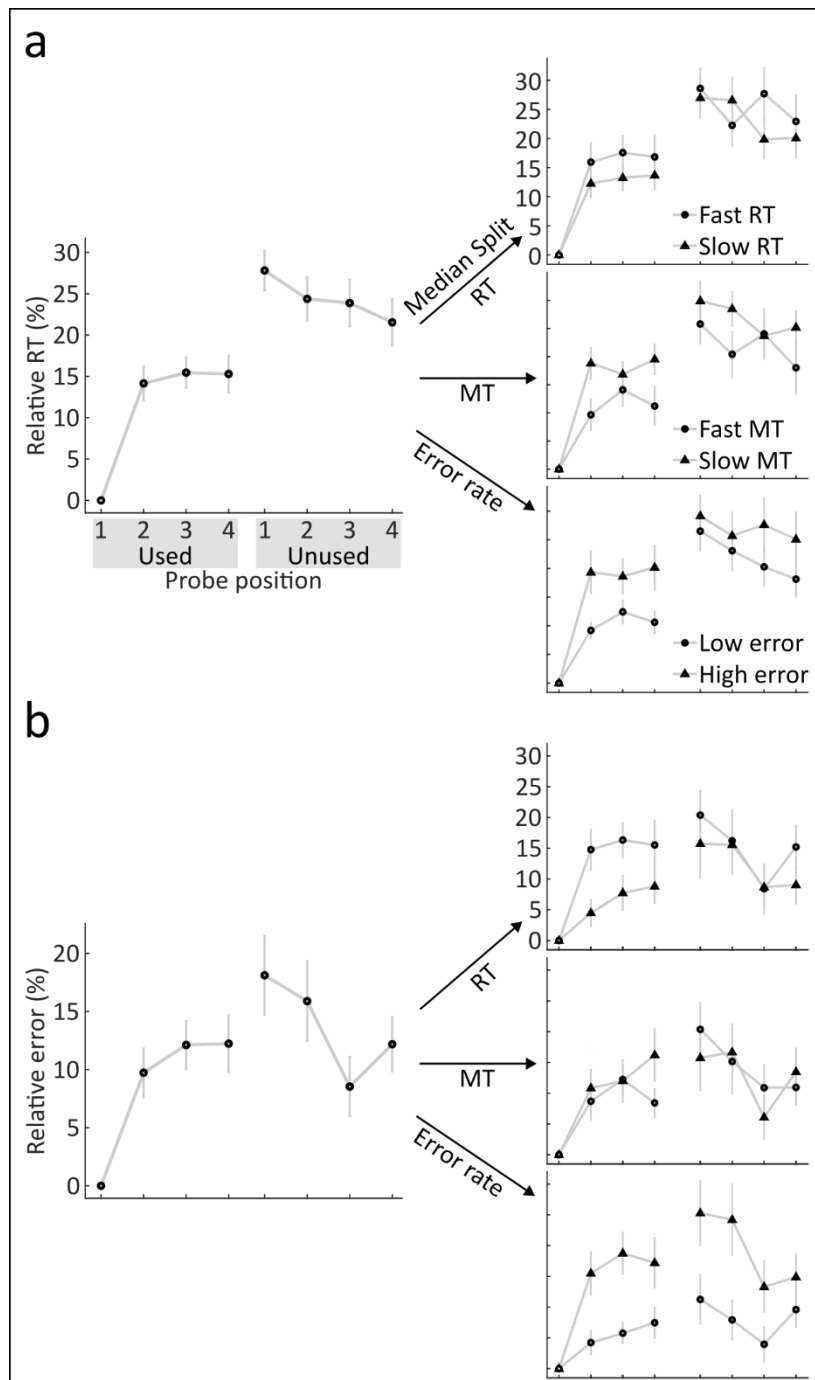 a
30
25
20
15
10
5
0
Fast RT
Slow RT
Median Split
RT
30
25
20
15
10
5
0
Relative RT (%)
MT
Fast MT
Slow MT
Error rate
1 2 3 4 1 2 3 4
Used Unused
Probe position
Low error
High error
b
30
25
20
15
10
5
0
RT
20
15
10
5
0
Relative error (%)
MT
Error rate